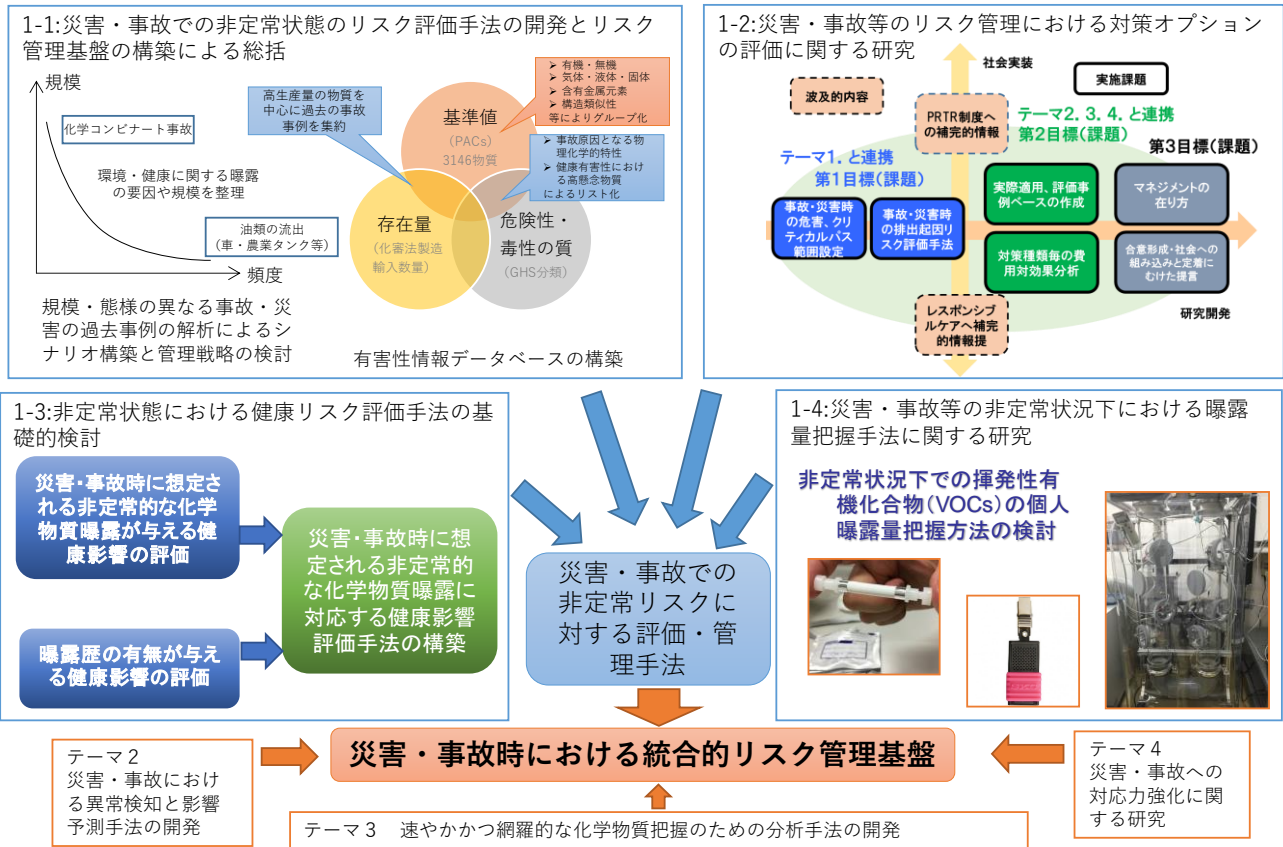 1-1:災害・事故での非定常状態のリスク評価手法の開発とリスク
管理基盤の構築による総括
規模
化学コンビナート事故
環境・健康に関する曝露
の要因や規模を整理
油類の流出
(車・農業タンク等)
頻度
規模・態様の異なる事故・災
害の過去事例の解析によるシ
ナリオ構築と管理戦略の検討
高生産量の物質を
中心に過去の事故
事例を集約
基準値
(PACs)
3146物質
➢ 有機・無機
➢ 気体・液体・固体
➢ 含有金属元素
➢ 構造類似性
等によりグループ化
➢ 事故原因となる物
理化学的特性
➢ 健康有害性におけ
る高懸念物質
によるリスト化
存在量
(化審法製造
輸入数量)
危険性・
毒性の質
(GHS分類)
有害性情報データベースの構築
1-2:災害・事故等のリスク管理における対策オプション
の評価に関する研究
社会実装
実施課題
波及的内容
PRTR制度へ
の補完的情報
テーマ2. 3. 4. と連携
第2目標(課題)
第3目標(課題)
テーマ1. と連携
第1目標(課題)
事故・災害時
の危害、クリ
ティカルパス
範囲設定
事故・災害時
の排出起因リ
スク評価手法
実際適用、評価事
例ベースの作成
マネジメントの
在り方
対策種類毎の費
用対効果分析
合意形成・社会への
組み込みと定着に
むけた提言
レスポンシブ
ルケアへ補完
的情報提
研究開発
1-3:非定常状態における健康リスク評価手法の基
礎的検討
災害・事故時に想定さ
れる非定常的な化学
物質曝露が与える健
康影響の評価
曝露歴の有無が与え
る健康影響の評価
災害・事故時に想
定される非定常的
な化学物質曝露に
対応する健康影響
評価手法の構築
災害・事故での
非定常リスクに
対する評価・管
理手法
1-4:災害・事故等の非定常状況下における曝露
量把握手法に関する研究
非定常状況下での揮発性有
機化合物(VOCs)の個人
曝露量把握方法の検討
災害・事故時における統合的リスク管理基盤
テーマ2
災害・事故におけ
る異常検知と影響
予測手法の開発
テーマ3 速やかかつ網羅的な化学物質把握のための分析手法の開発
テーマ4
災害・事故への
対応力強化に関
する研究